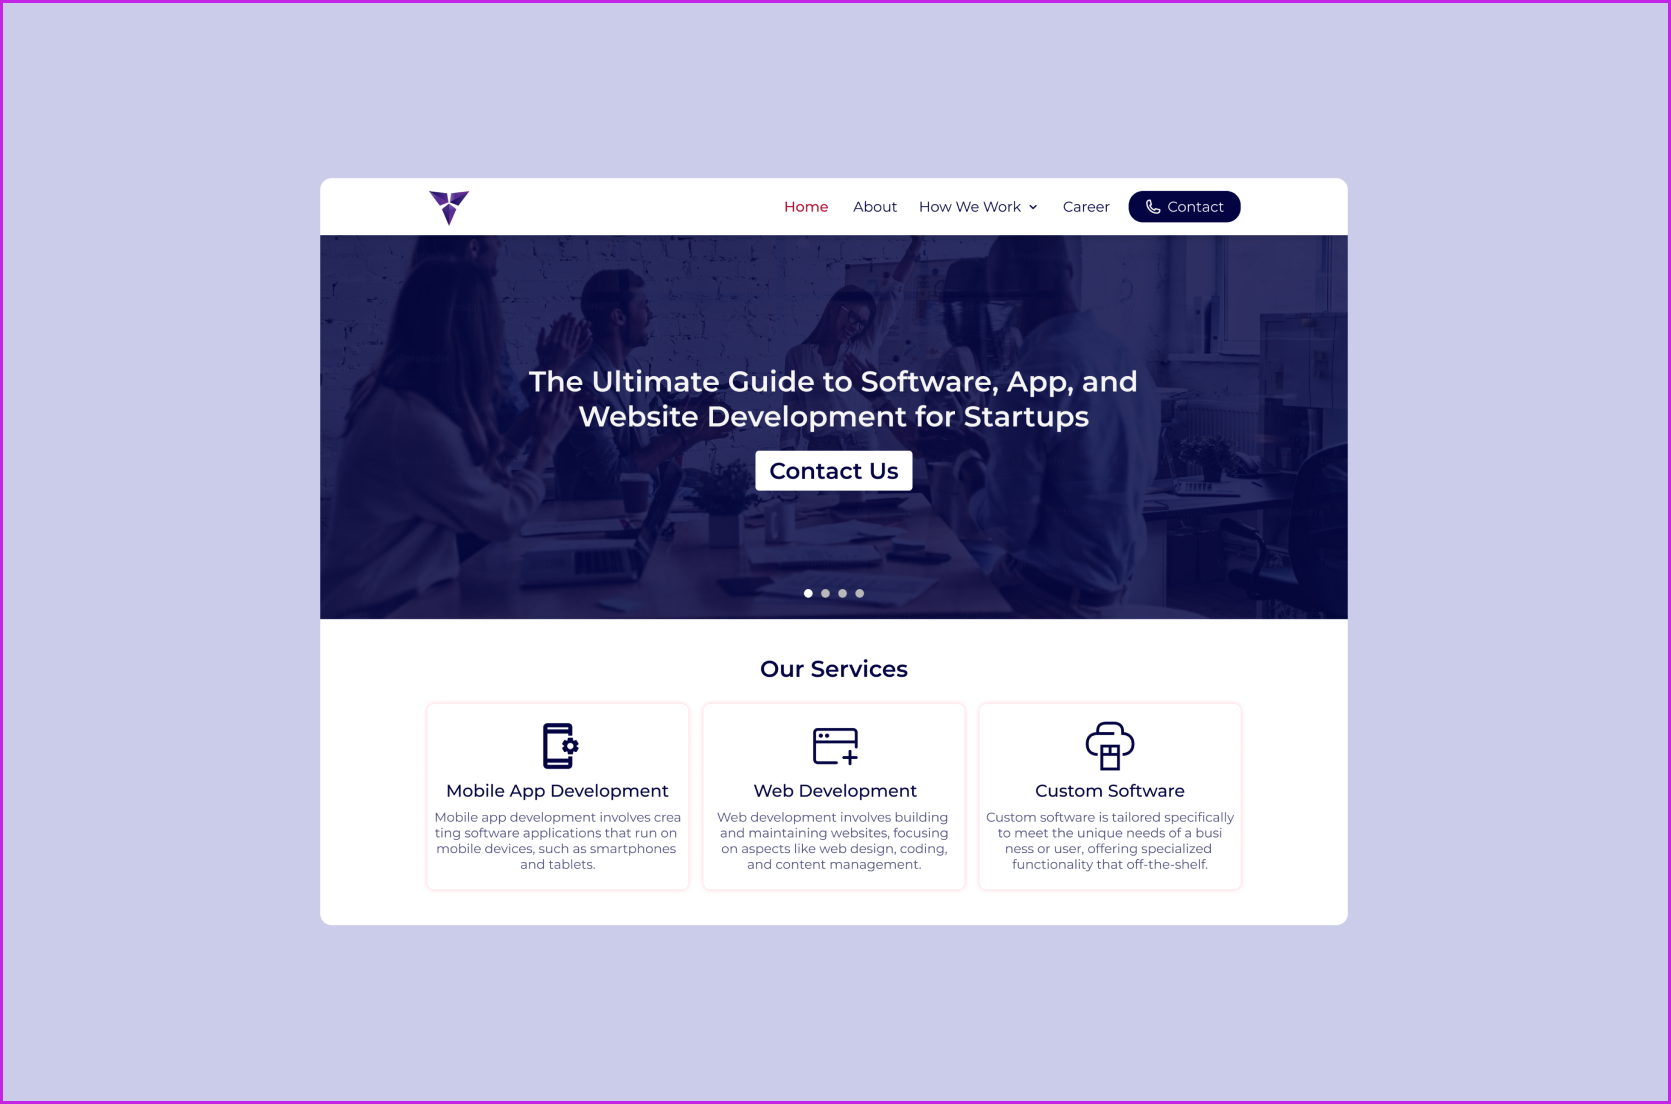 Home About How We Work Career Contact
The Ultimate Guide to Software, App, and
Website Development for Startups
Contact Us
Our Services
Mobile App Development
Mobile app development involves crea
ting software applications that run on
mobile devices, such as smartphones
and tablets.
Web Development
Web development involves building
and maintaining websites, focusing
on aspects like web design, coding,
and content management.
Custom Software
Custom software is tailored specifically
to meet the unique needs of a busi
ness or user, offering specialized
functionality that off-the-shelf.